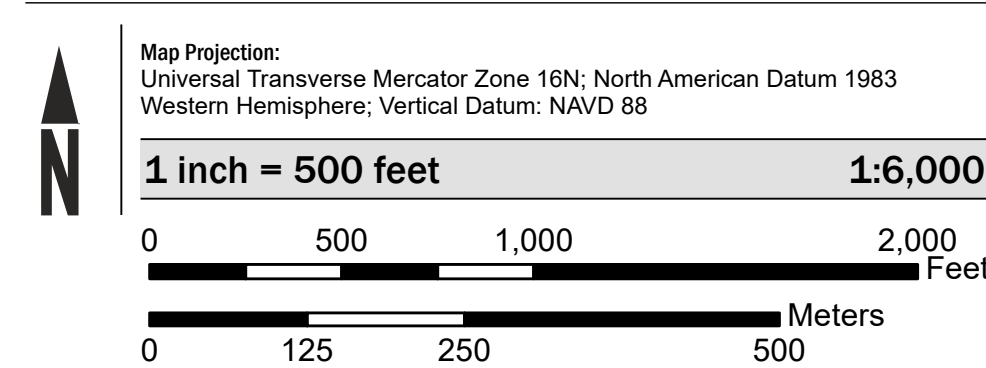 N
Map Projection:
Universal Transverse Mercator Zone 16N; North American Datum 1983
Western Hemisphere; Vertical Datum: NAVD 88
1 inch = 500 feet 1:6,000
0 500 1,000 2,000
Feet
Meters
0 125 250 500